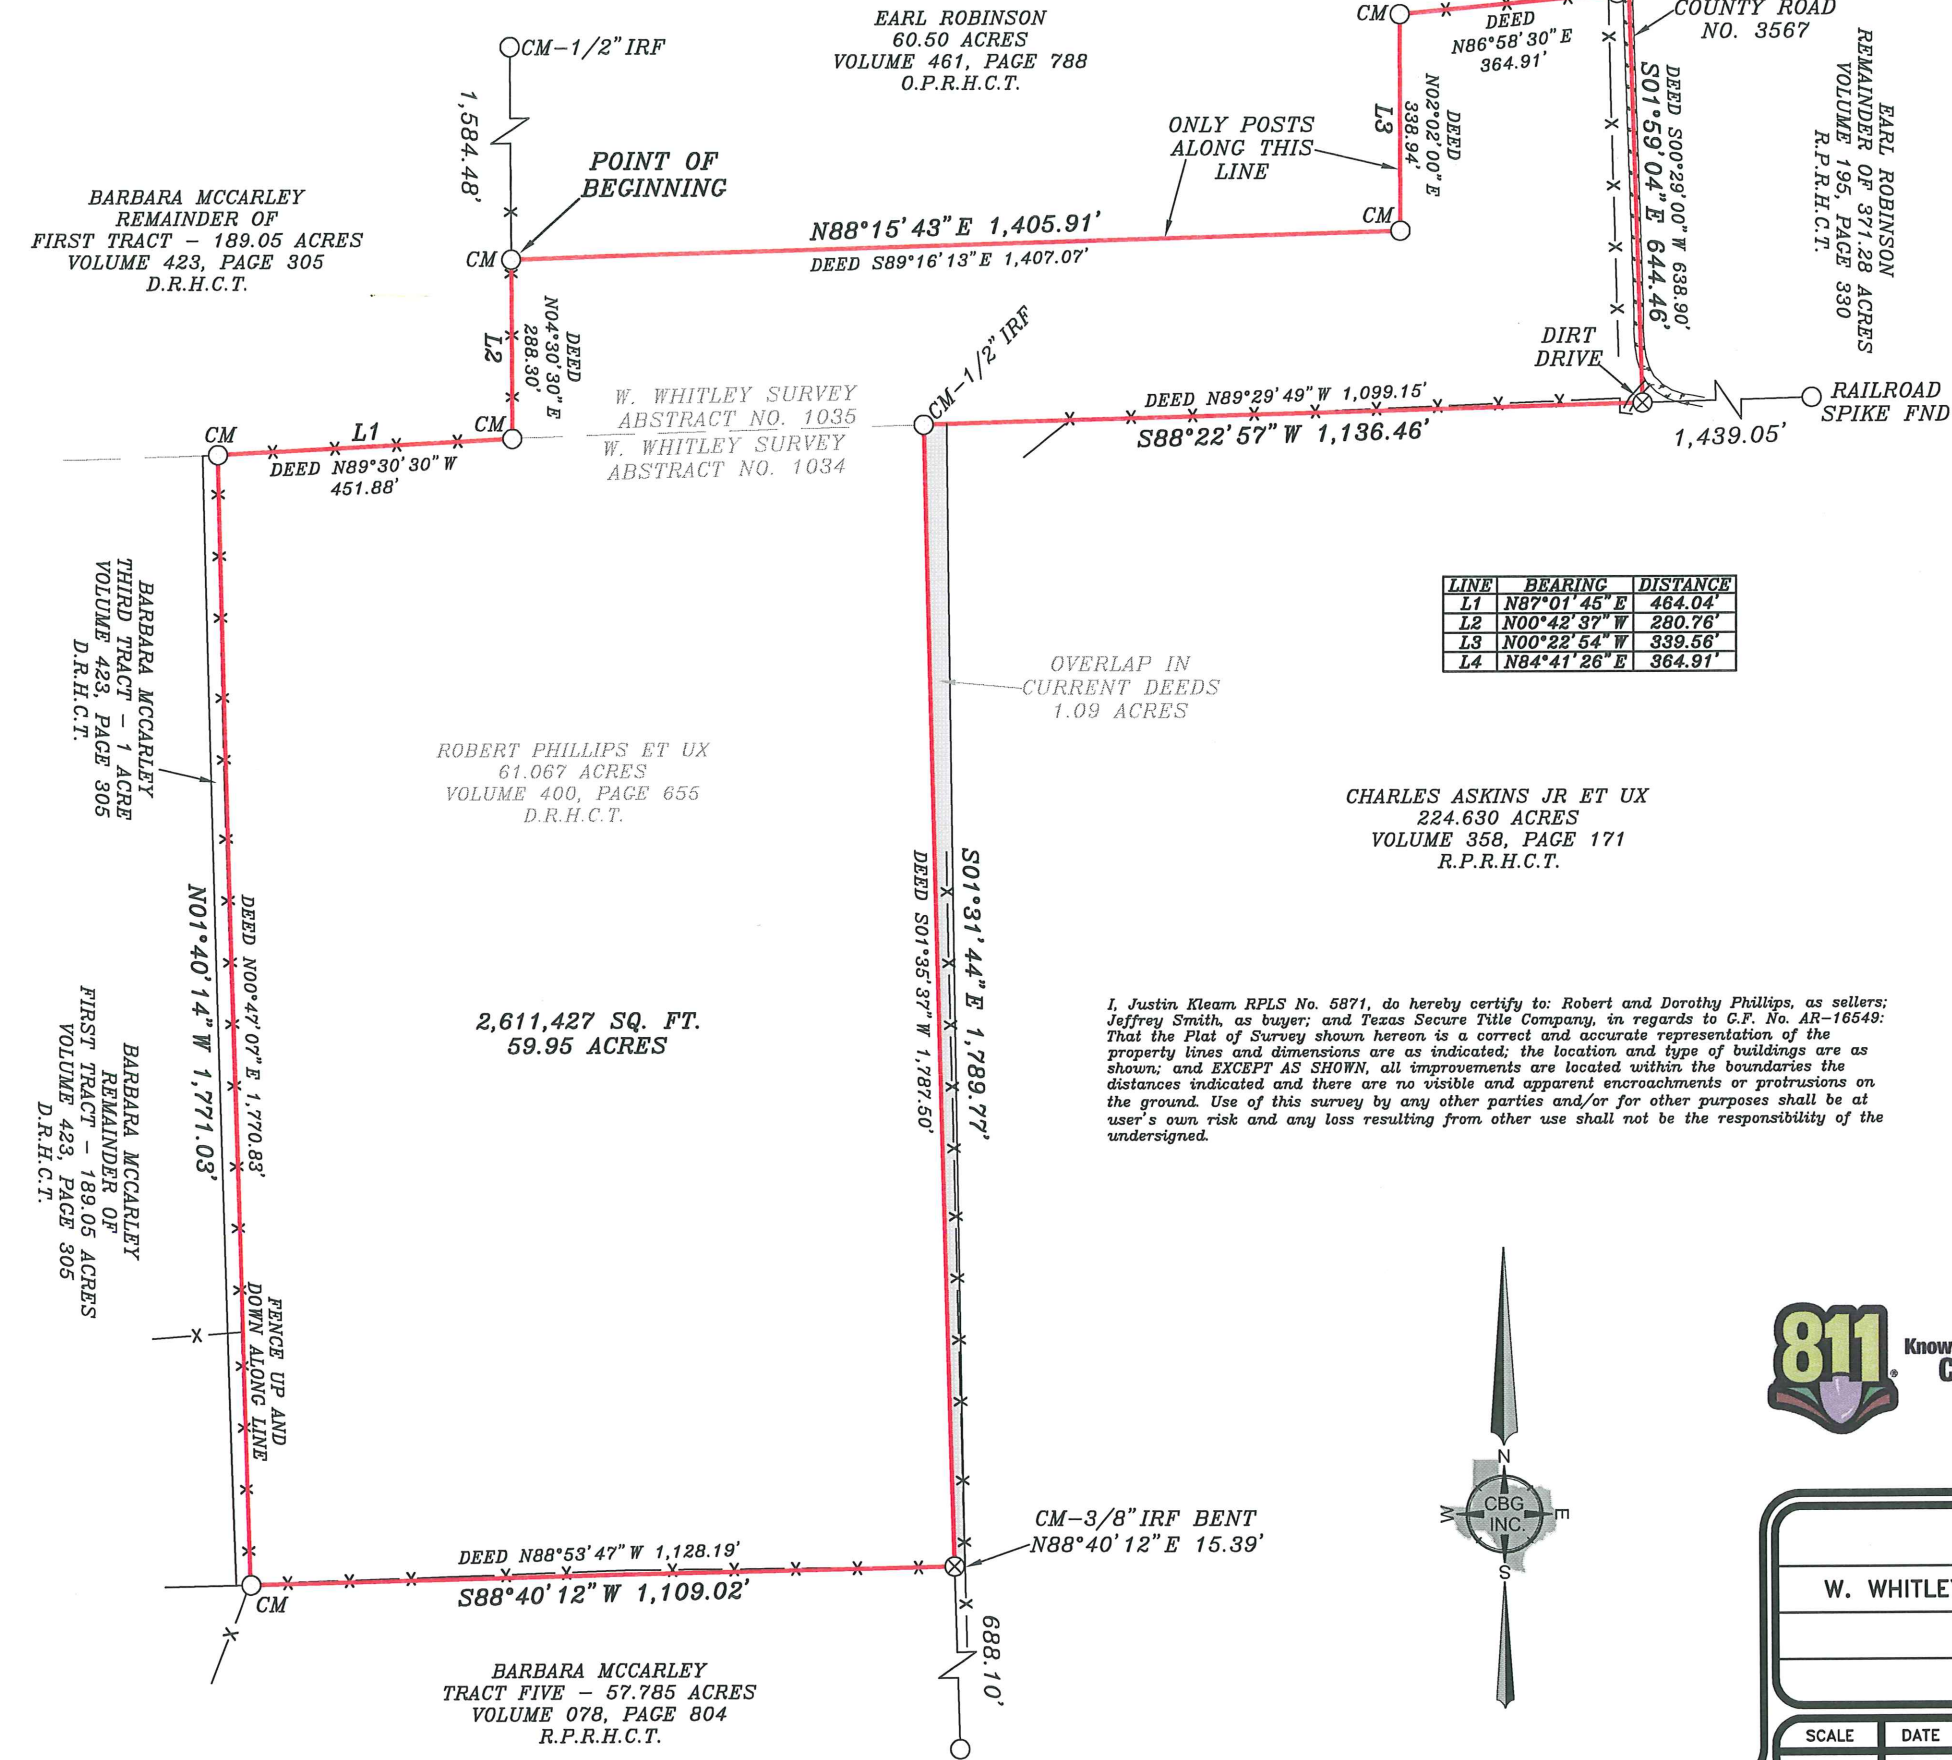 EARL ROBINSON
60.50 ACRES
VOLUME 461, PAGE 788
O.P.R.H.C.T.
CM-1/2" IRF
1,584.48'
CM
DEED
N86°58'30"E
364.91'
COUNTY ROAD
NO. 3567
EARL ROBINSON
REMAINDER OF 371.28 ACRES
VOLUME 195, PAGE 330
R.P.R.H.C.T.
DEED S00°29'00"W 638.90'
S01°59'04"E 644.46'
DEED
N02°02'00"E
338.94'
L3
ONLY POSTS
ALONG THIS
LINE
POINT OF
BEGINNING
BARBARA MCCARLEY
REMAINDER OF
FIRST TRACT - 189.05 ACRES
VOLUME 423, PAGE 305
D.R.H.C.T.
CM
N88°15'43"E 1,405.91'
DEED S89°16'13"E 1,407.07'
CM
DEED
N04°30'30"E
288.30'
L2
CM-1/2" IRF
DIRT
DRIVE
RAILROAD
SPIKE FND
1,439.05'
DEED N89°29'49"W 1,099.15'
S88°22'57"W 1,136.46'
W. WHITLEY SURVEY
ABSTRACT NO. 1035
W. WHITLEY SURVEY
ABSTRACT NO. 1034
CM
CM
L1
DEED N89°30'30"W
451.88'
LINE BEARING DISTANCE
L1 N87°01'45"E 464.04'
L2 N00°42'37"W 280.76'
L3 N00°22'54"W 339.56'
L4 N84°41'26"E 364.91'
BARBARA MCCARLEY
THIRD TRACT - 1 ACRE
VOLUME 423, PAGE 305
D.R.H.C.T.
OVERLAP IN
CURRENT DEEDS
1.09 ACRES
ROBERT PHILLIPS ET UX
61.067 ACRES
VOLUME 400, PAGE 655
D.R.H.C.T.
CHARLES ASKINS JR ET UX
224.630 ACRES
VOLUME 358, PAGE 171
R.P.R.H.C.T.
DEED N00°47'07"E 1,770.83'
N01°40'14"W 1,771.03'
S01°31'44"E 1,789.77'
DEED S01°35'37"W 1,787.50'
2,611,427 SQ. FT.
59.95 ACRES
BARBARA MCCARLEY
REMAINDER OF
FIRST TRACT - 189.05 ACRES
VOLUME 423, PAGE 305
D.R.H.C.T.
I, Justin Kleam RPLS No. 5871, do hereby certify to: Robert and Dorothy Phillips, as sellers;
Jeffrey Smith, as buyer; and Texas Secure Title Company, in regards to G.F. No. AR-16549:
That the Plat of Survey shown hereon is a correct and accurate representation of the
property lines and dimensions are as indicated; the location and type of buildings are as
shown; and EXCEPT AS SHOWN, all improvements are located within the boundaries the
distances indicated and there are no visible and apparent encroachments or protrusions on
the ground. Use of this survey by any other parties and/or for other purposes shall be at
user's own risk and any loss resulting from other use shall not be the responsibility of the
undersigned.
FENCE UP AND
DOWN ALONG LINE
N
W
CBG
INC.
E
S
811
Know
C
CM-3/8" IRF BENT
N88°40'12"E 15.39'
DEED N88°53'47"W 1,128.19'
S88°40'12"W 1,109.02'
CM
688.10'
BARBARA MCCARLEY
TRACT FIVE - 57.785 ACRES
VOLUME 078, PAGE 804
R.P.R.H.C.T.
W. WHITLEY
SCALE
DATE